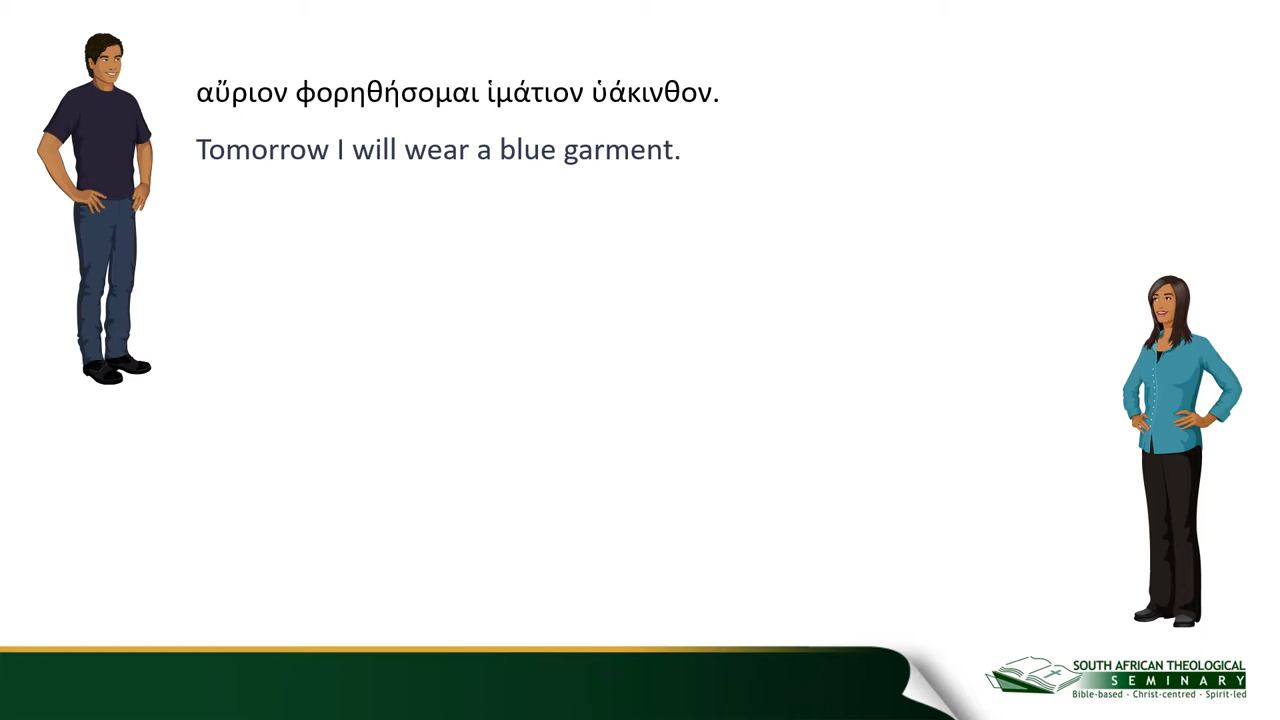 αὔριον φορηθήσομαι ἱμάτιον ὑάκινθον.
Tomorrow I will wear a blue garment.
SOUTH AFRICAN THEOLOGICAL
SEMINARY
Bible-based - Christ-centred - Spirit-led